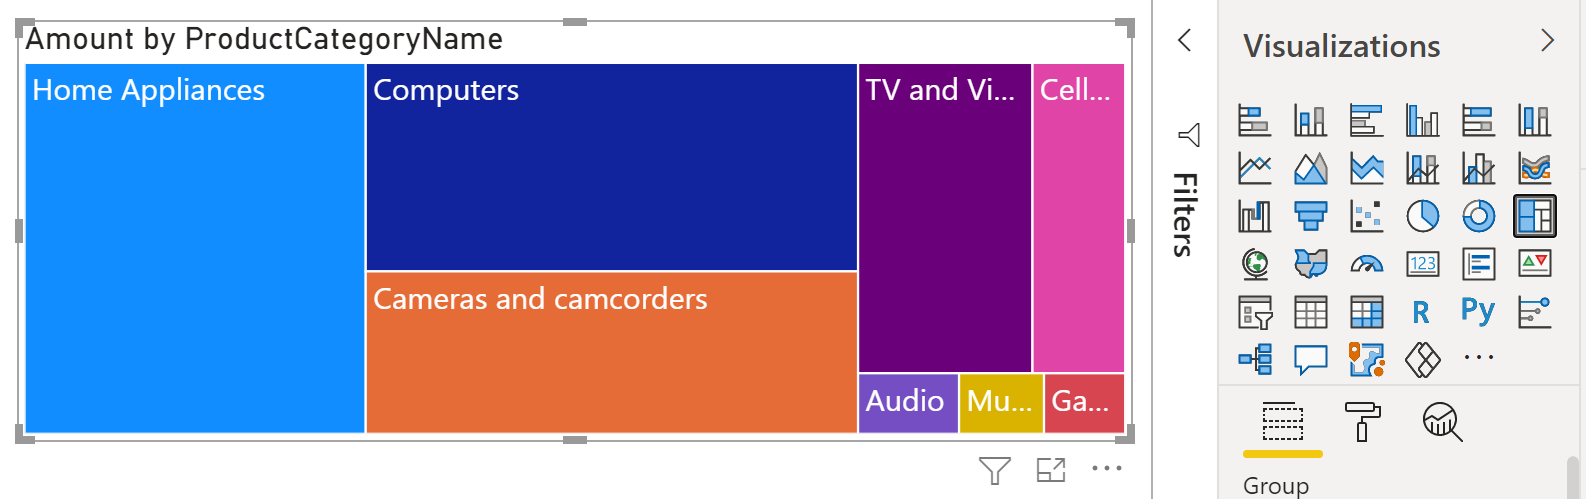 Amount by ProductCategoryName
Home Appliances
Computers
Cameras and camcorders
TV and Vi...
Cell...
Audio
Mu...
Ga...
Filters
Visualizations
123
R
Py
Group